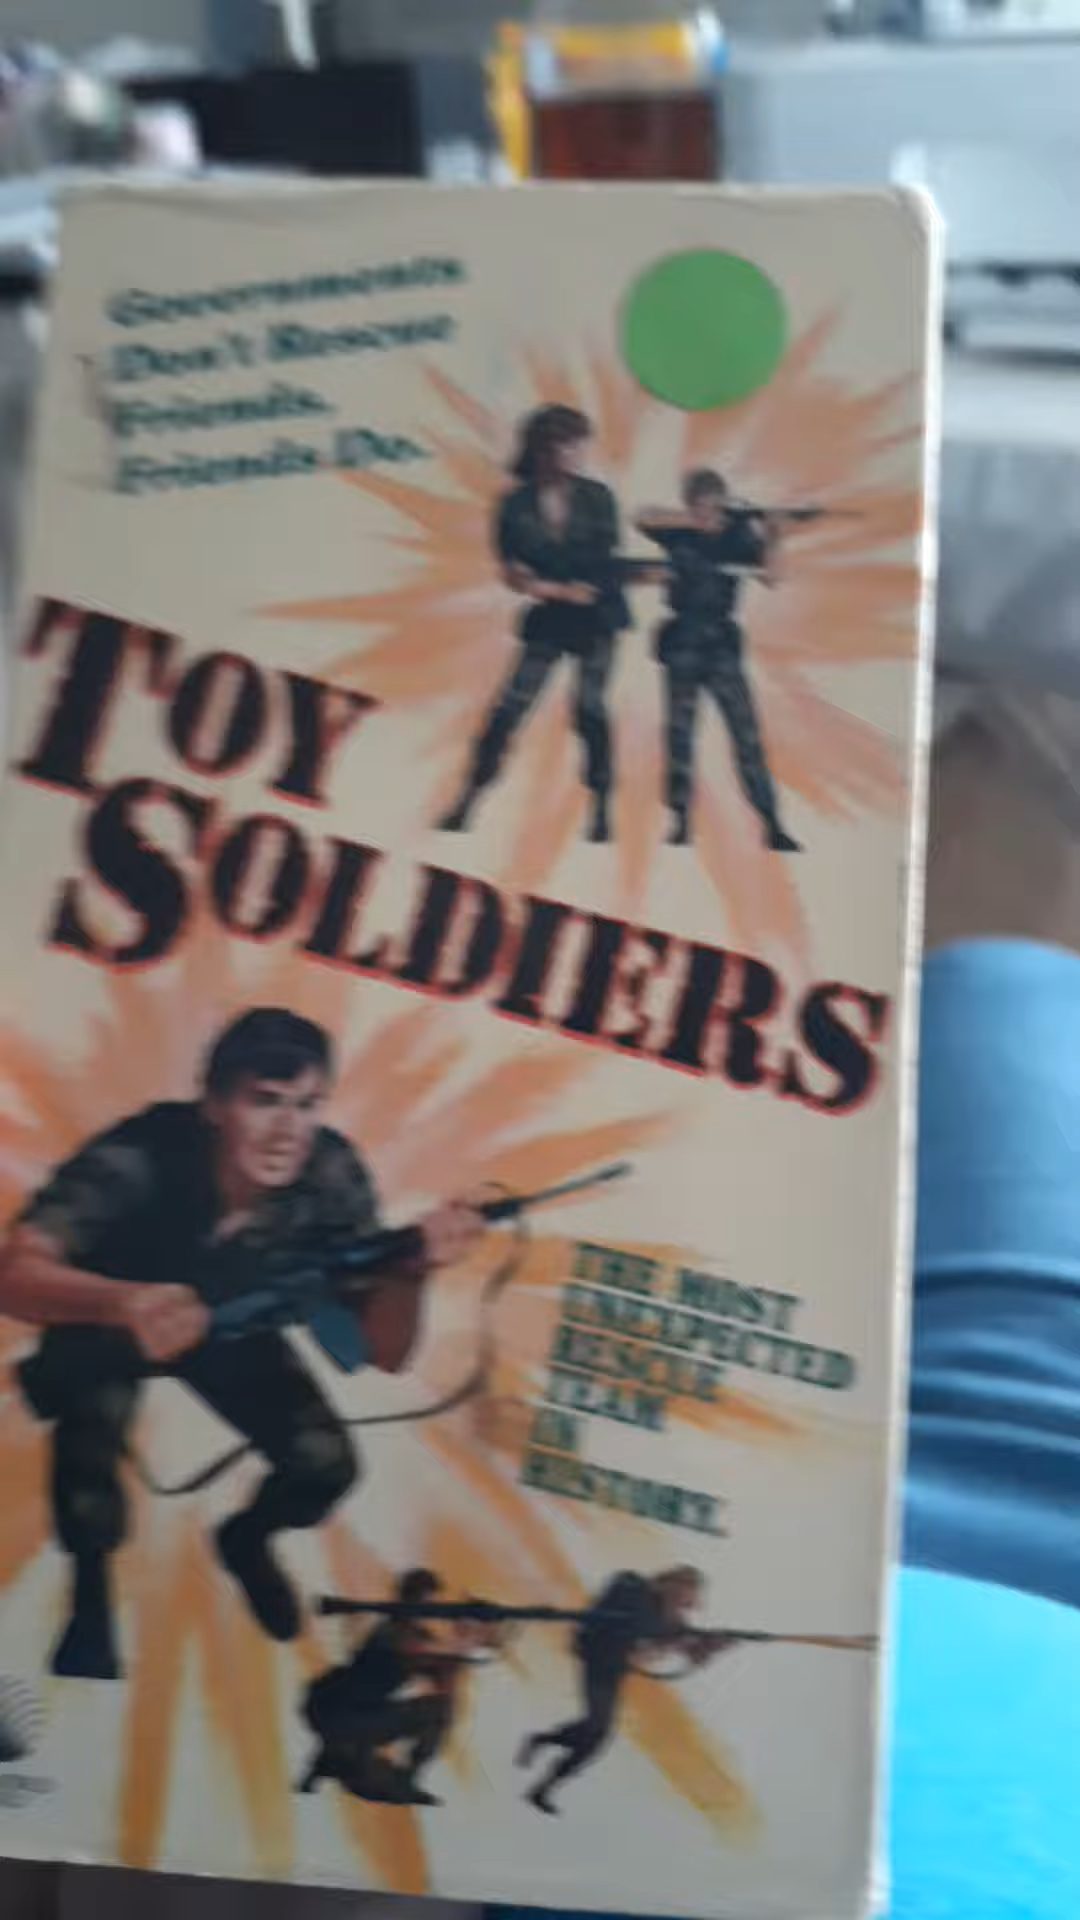 Governments
Don't Rescue
Friends.
Friends Do.
TOY
SOLDIERS
THE MOST
UNEXPECTED
RESCUE
TEAM
IN
HISTORY.